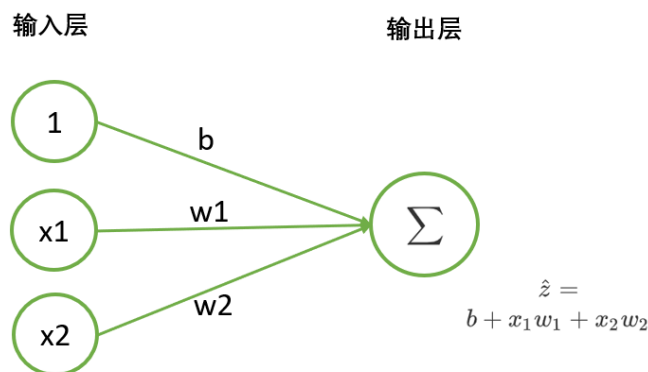 输入层
输出层
1
b
x1
w1
∑
x2
w2
ẑ =
b + x₁w₁ + x₂w₂